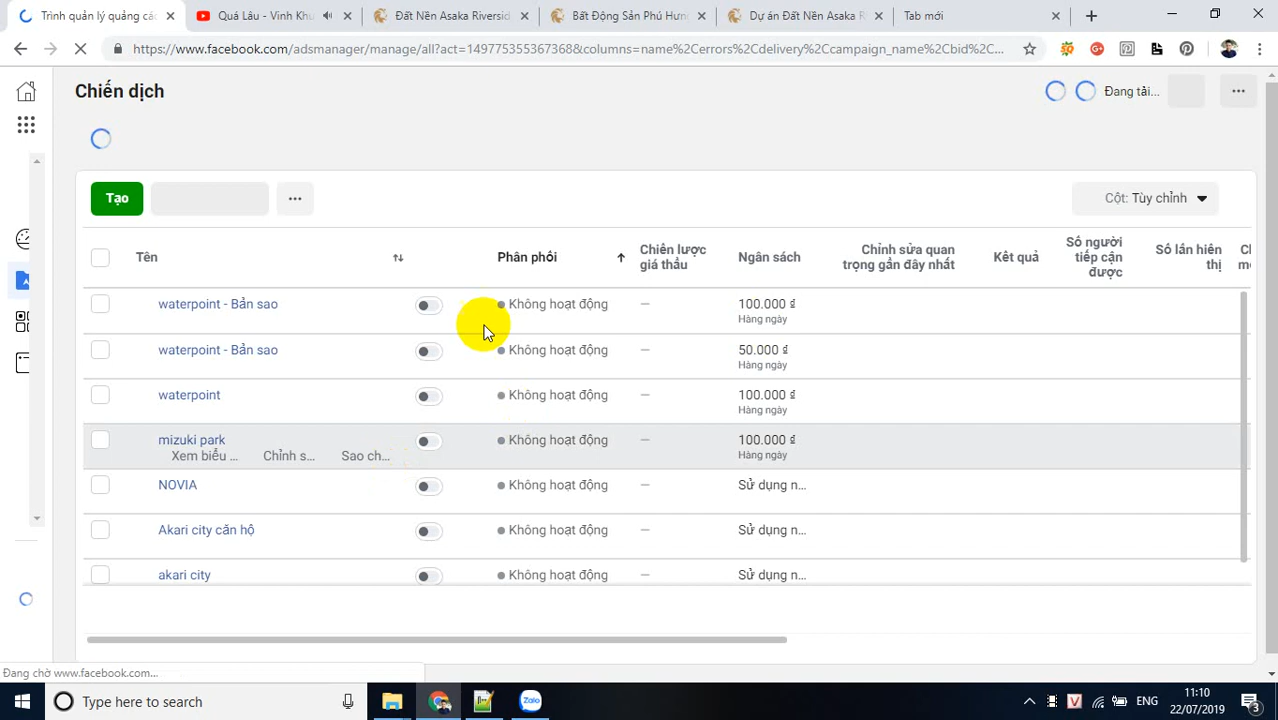 Trình quản lý quảng các
Quá Lâu - Vinh Khu
Đất Nền Asaka Riversid
Bất Động Sản Phú Hưng
Dự án Đất Nền Asaka R
Tab mới
https://www.facebook.com/adsmanager/manage/all?act=149775355367368&columns=name%2Cerrors%2Cdelivery%2Ccampaign_name%2Cbid%2C...
Chiến dịch
Đang tải...
Tạo
Cột: Tùy chỉnh
Tên
Phân phối
Chiến lược giá thầu
Ngân sách
Chỉnh sửa quan trọng gần đây nhất
Kết quả
Số người tiếp cận được
Số lần hiển thị
waterpoint - Bản sao
Không hoạt động
—
100.000 ₫
Hàng ngày
waterpoint - Bản sao
Không hoạt động
—
50.000 ₫
Hàng ngày
waterpoint
Không hoạt động
—
100.000 ₫
Hàng ngày
mizuki park
Không hoạt động
—
100.000 ₫
Xem biểu ...
Chỉnh s...
Sao ch...
Hàng ngày
NOVIA
Không hoạt động
—
Sử dụng n...
Akari city căn hộ
Không hoạt động
—
Sử dụng n...
akari city
Không hoạt động
—
Sử dụng n...
Đang chờ www.facebook.com...
Type here to search
Zalo
ENG
11:10
22/07/2019
3